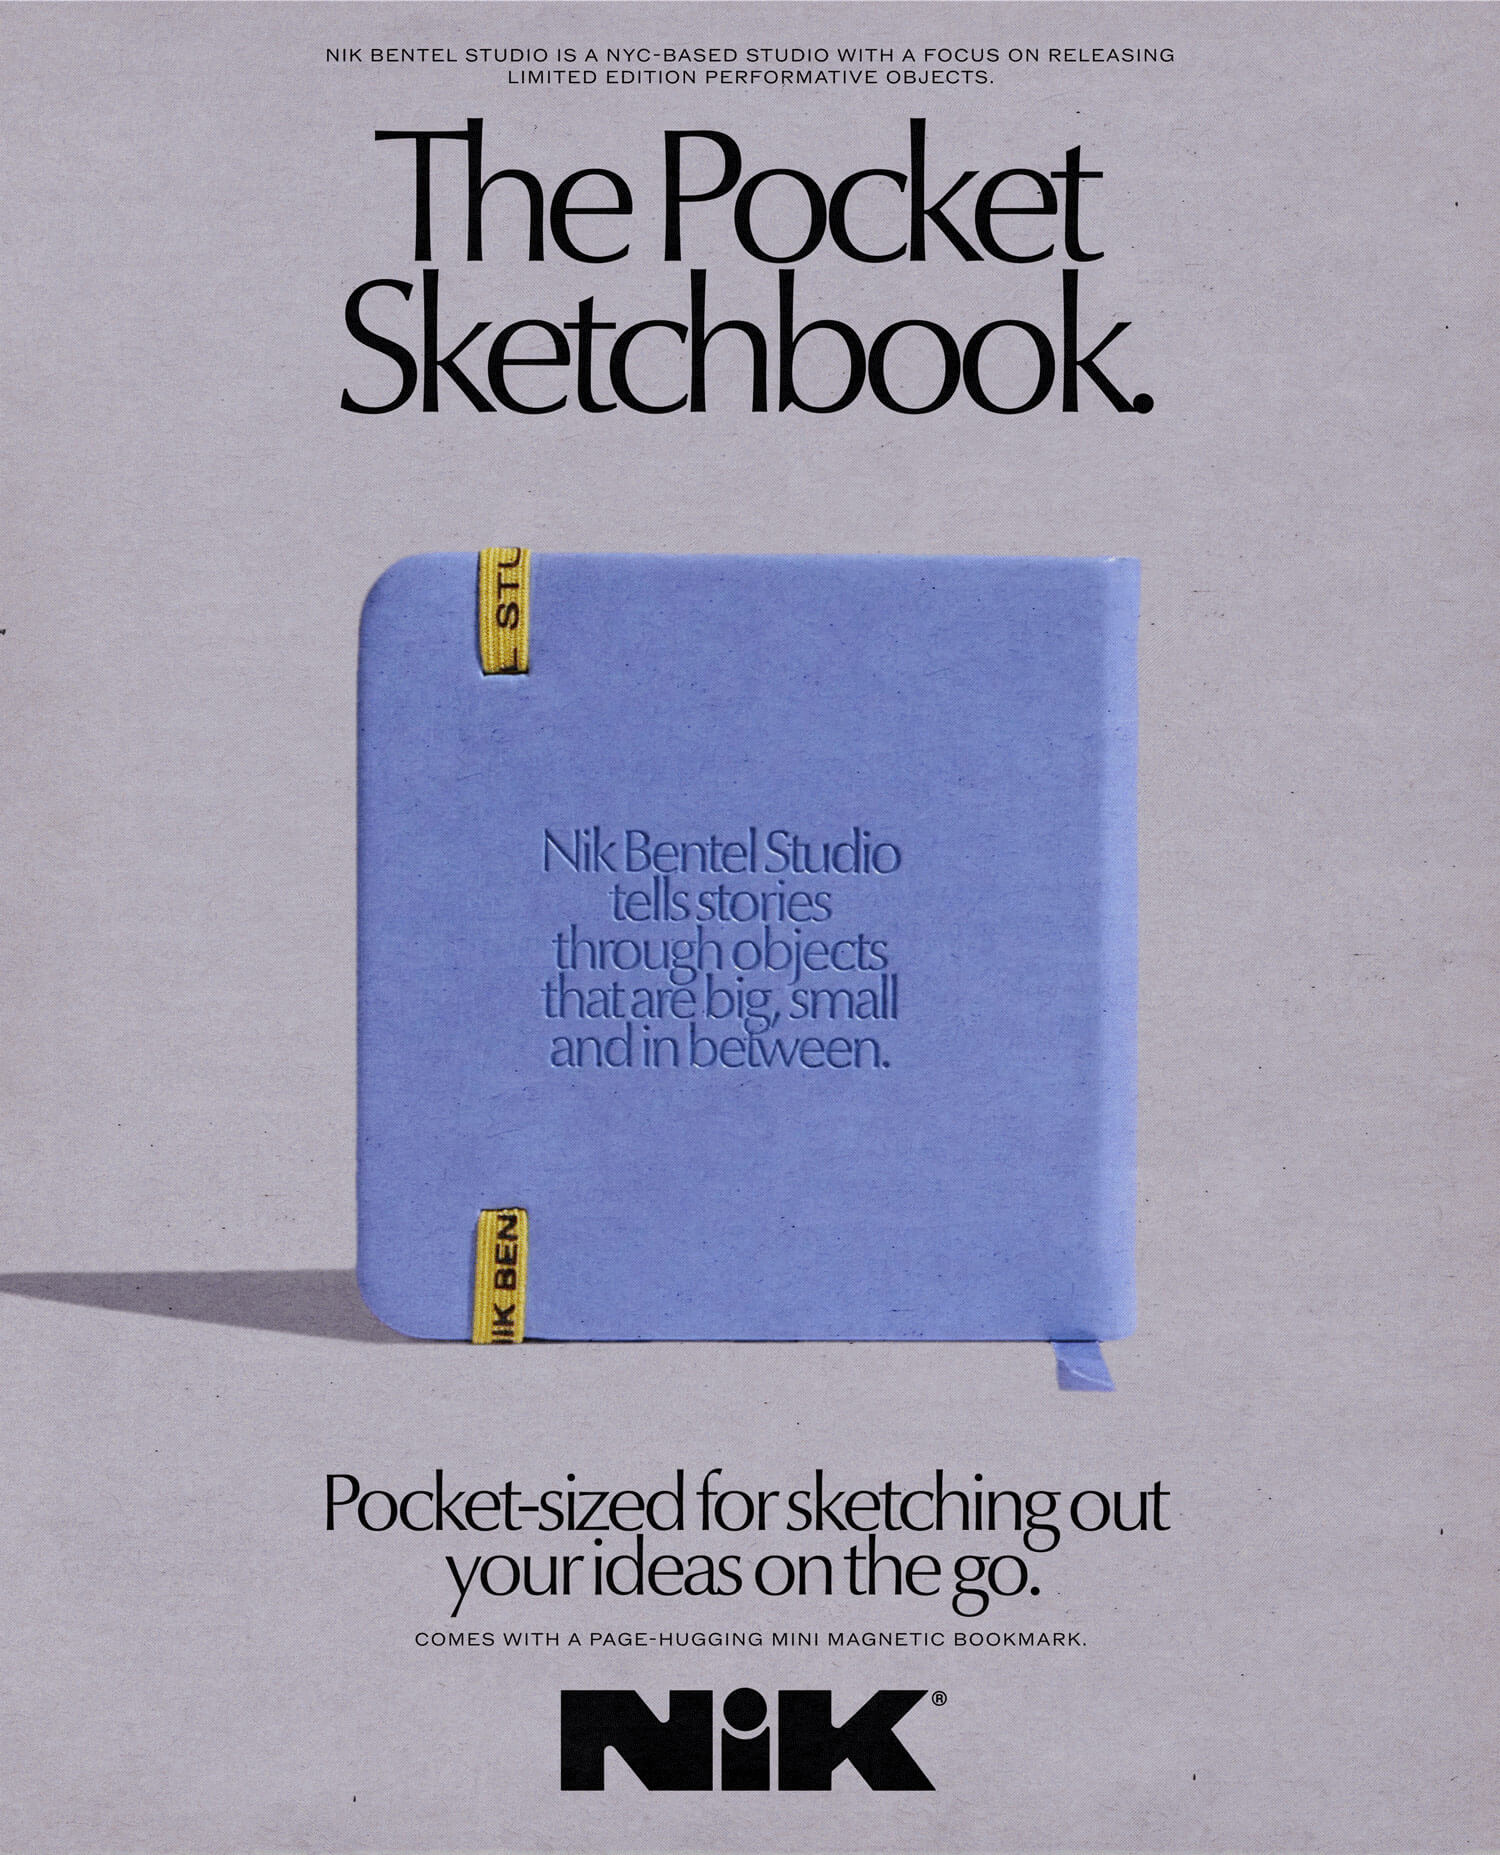 NIK BENTEL STUDIO IS A NYC-BASED STUDIO WITH A FOCUS ON RELEASING
LIMITED EDITION PERFORMATIVE OBJECTS.
The Pocket
Sketchbook.
L STU
Nik Bentel Studio
tells stories
through objects
that are big, small
and in between.
IK BEN
Pocket-sized for sketching out
your ideas on the go.
COMES WITH A PAGE-HUGGING MINI MAGNETIC BOOKMARK.
NiK®